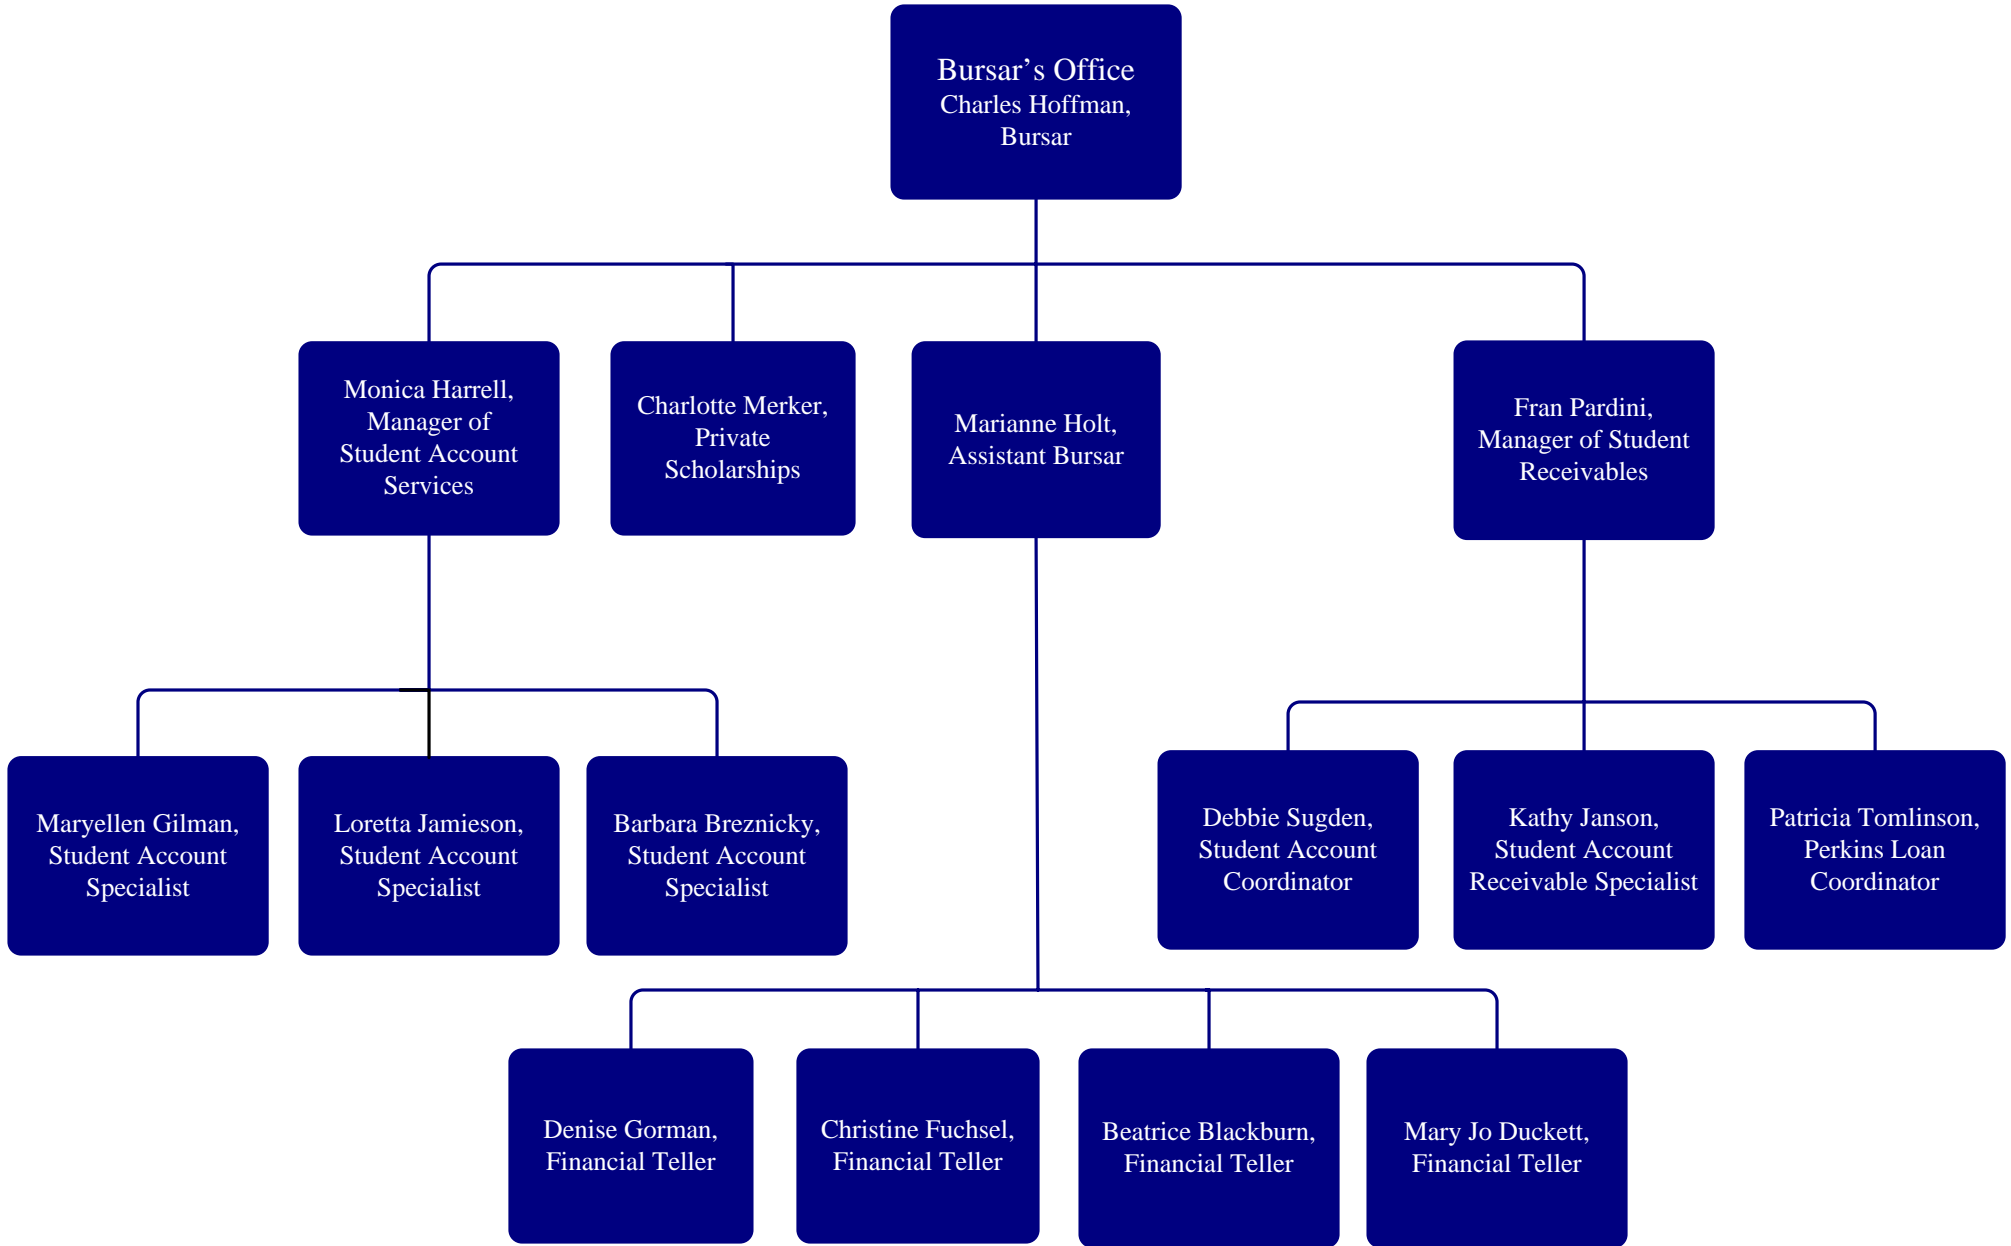 Bursar’s Office
Charles Hoffman,
Bursar
Monica Harrell,
Manager of
Student Account
Services
Charlotte Merker,
Private
Scholarships
Marianne Holt,
Assistant Bursar
Fran Pardini,
Manager of Student
Receivables
Maryellen Gilman,
Student Account
Specialist
Loretta Jamieson,
Student Account
Specialist
Barbara Breznicky,
Student Account
Specialist
Debbie Sugden,
Student Account
Coordinator
Kathy Janson,
Student Account
Receivable Specialist
Patricia Tomlinson,
Perkins Loan
Coordinator
Denise Gorman,
Financial Teller
Christine Fuchsel,
Financial Teller
Beatrice Blackburn,
Financial Teller
Mary Jo Duckett,
Financial Teller